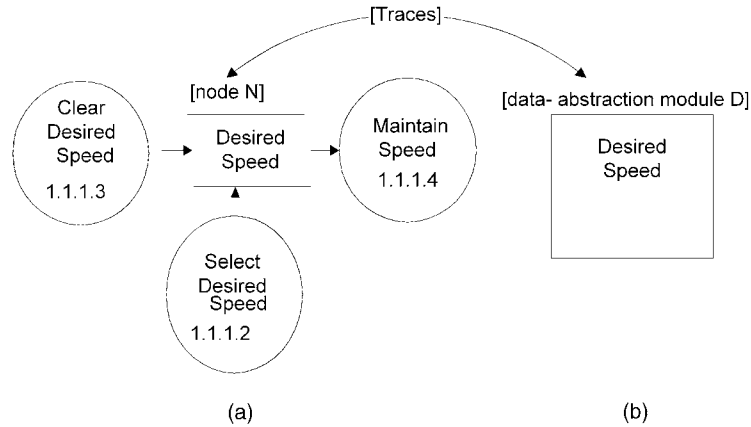 [Traces]
[node N]
[data- abstraction module D]
Clear
Desired
Speed
1.1.1.3
Desired
Speed
Maintain
Speed
1.1.1.4
Desired
Speed
Select
Desired
Speed
1.1.1.2
(a)
(b)